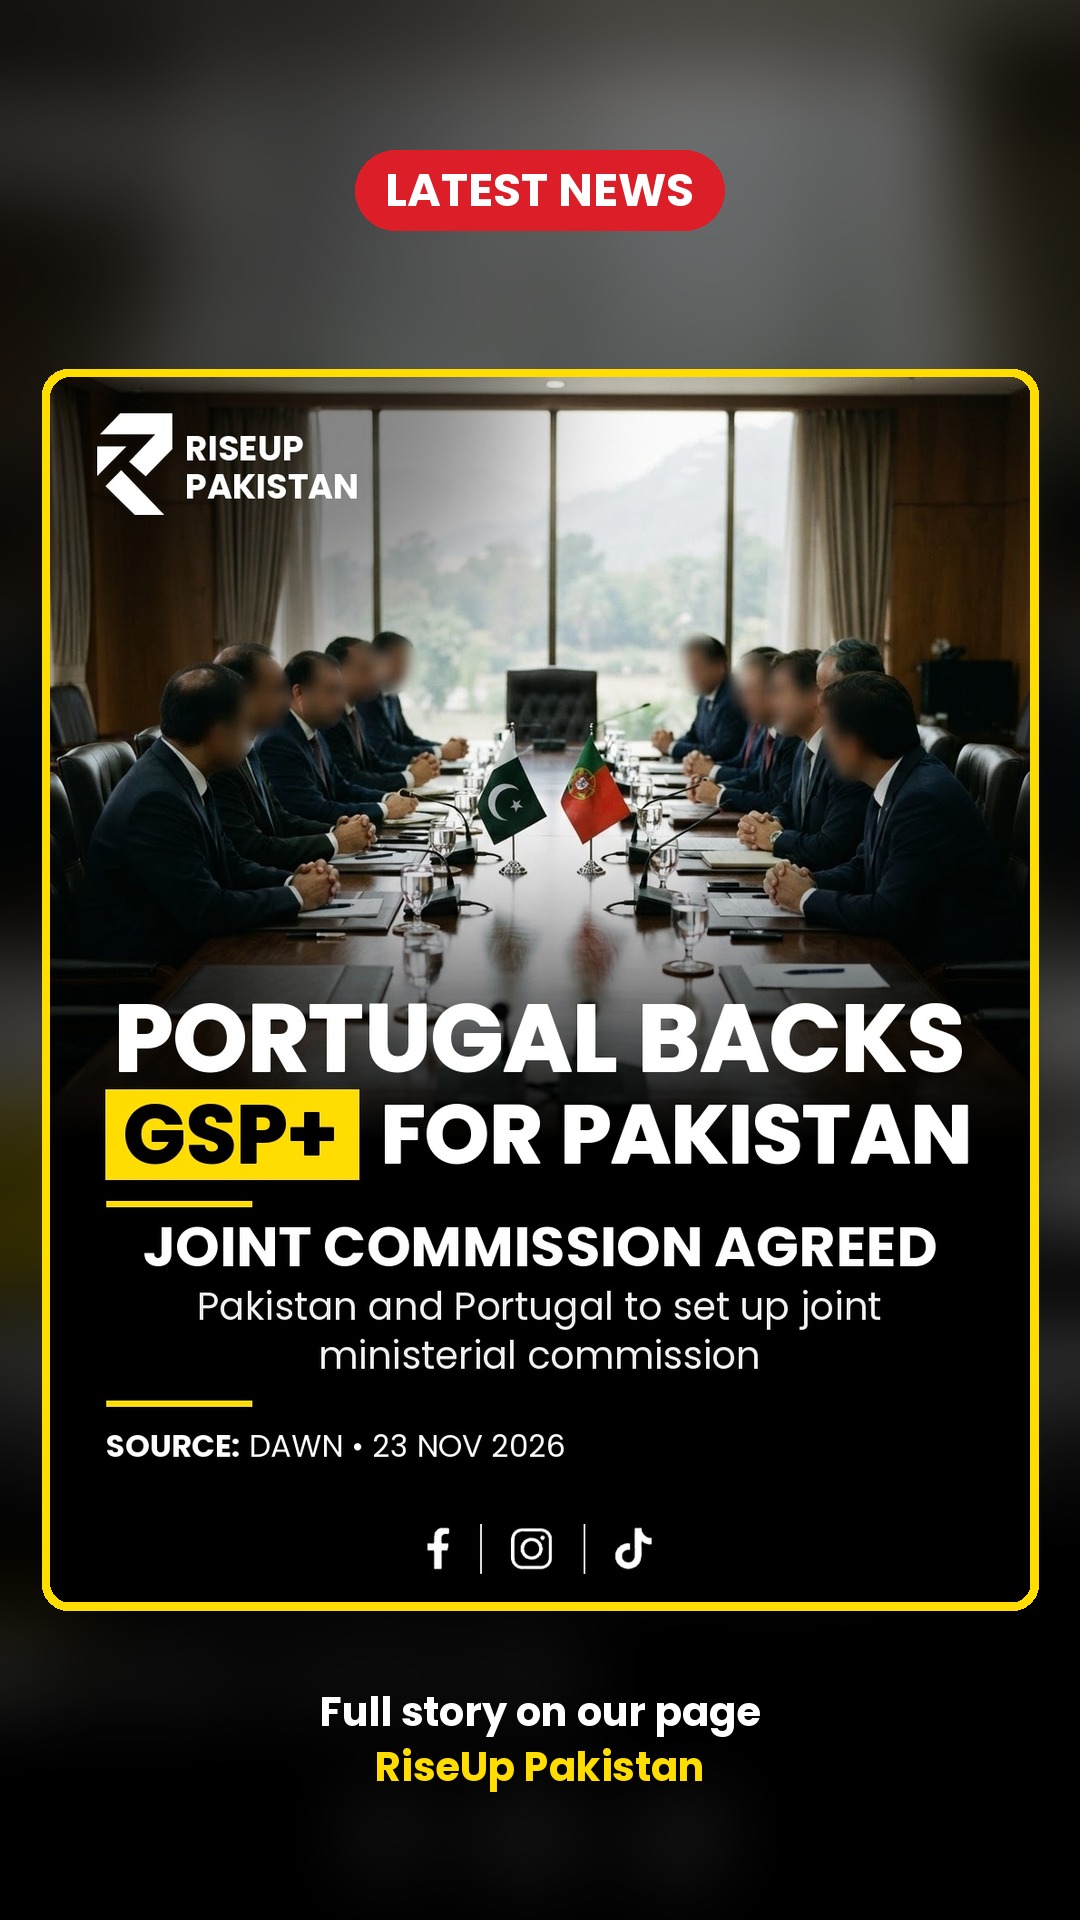 LATEST NEWS
RISEUP
PAKISTAN
PORTUGAL BACKS
GSP+ FOR PAKISTAN
JOINT COMMISSION AGREED
Pakistan and Portugal to set up joint
ministerial commission
SOURCE: DAWN • 23 NOV 2026
Full story on our page
RiseUp Pakistan